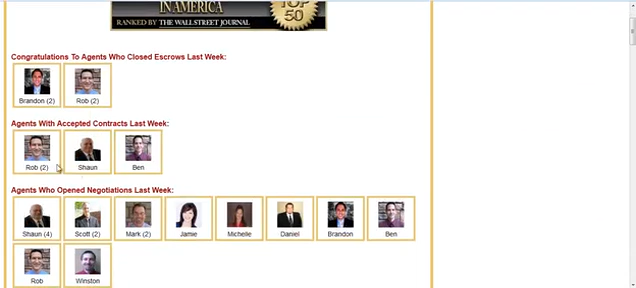 IN AMERICA
TOP
50
RANKED BY THE WALL STREET JOURNAL
Congratulations To Agents Who Closed Escrows Last Week:
Brandon (2) Rob (2)
Agents With Accepted Contracts Last Week:
Rob (2) Shaun Ben
Agents Who Opened Negotiations Last Week:
Shaun (4) Scott (2) Mark (2) Jamie Michelle Daniel Brandon Ben
Rob Winston